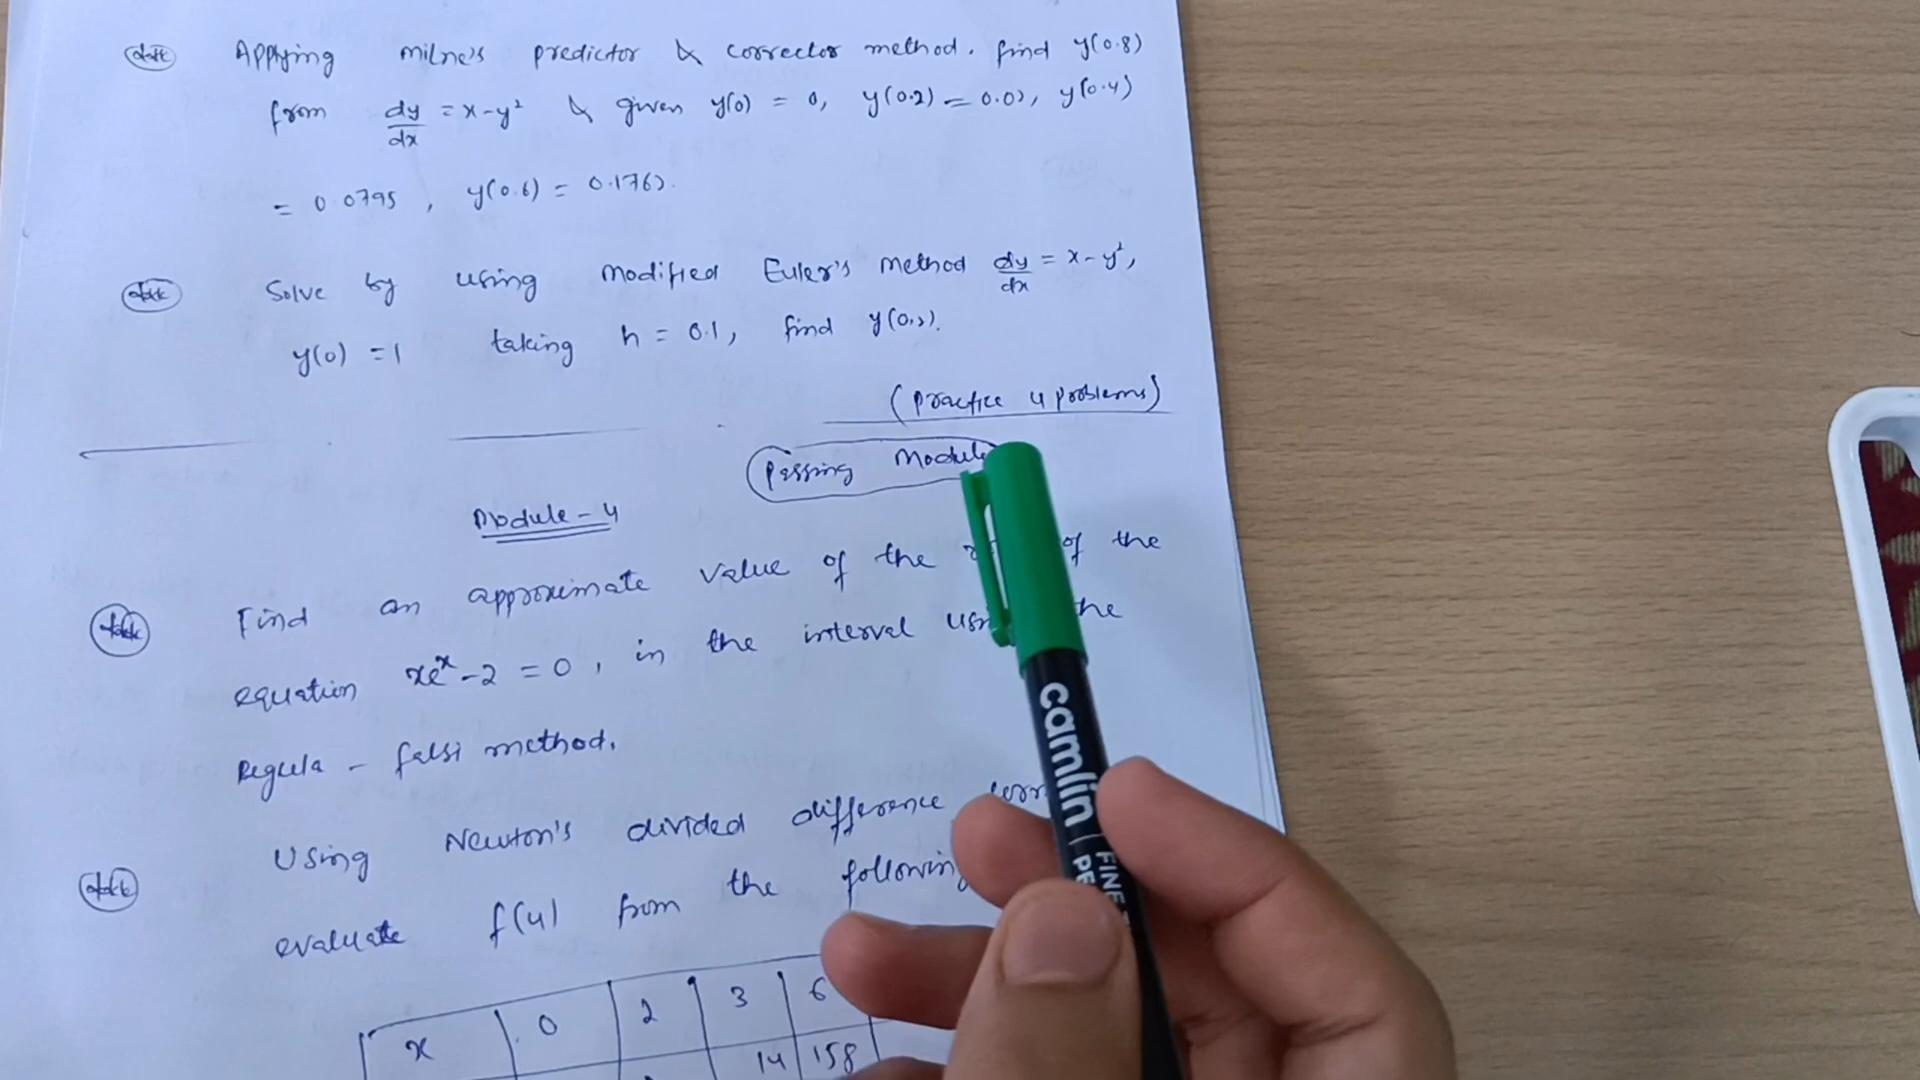 Applying milne's predictor & corrector method. find y(0.8)
from dy/dx = x-y² & given y(0) = 0, y(0.2) = 0.02, y(0.4)
= 0.0795, y(0.6) = 0.1762.
Solve by using modified Euler's method dy/dx = x-y²,
y(0) = 1 taking h = 0.1, find y(0.2).
(practice 4 problems)
Passing Module
Module-4
Find an approximate value of the of the
equation xeˣ-2 = 0, in the interval the
Regula - falsi method.
Using Newton's divided difference
evaluate f(4) from the following
x 0 2 3 6
14 158
camlin
FINE
PE